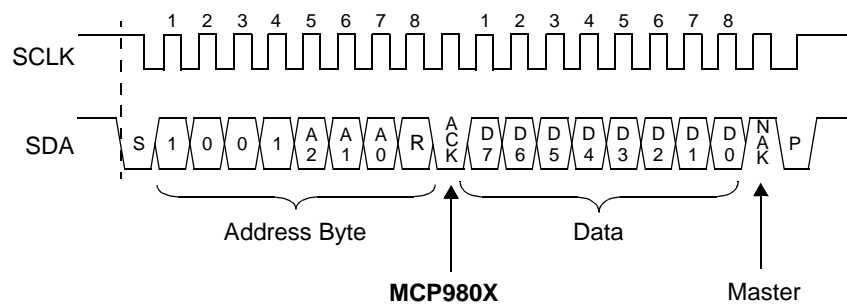 1 2 3 4 5 6 7 8 1 2 3 4 5 6 7 8
SCLK
SDA
S 1 0 0 1 A2 A1 A0 R ACK D7 D6 D5 D4 D3 D2 D1 D0 NAK P
Address Byte Data
MCP980X Master